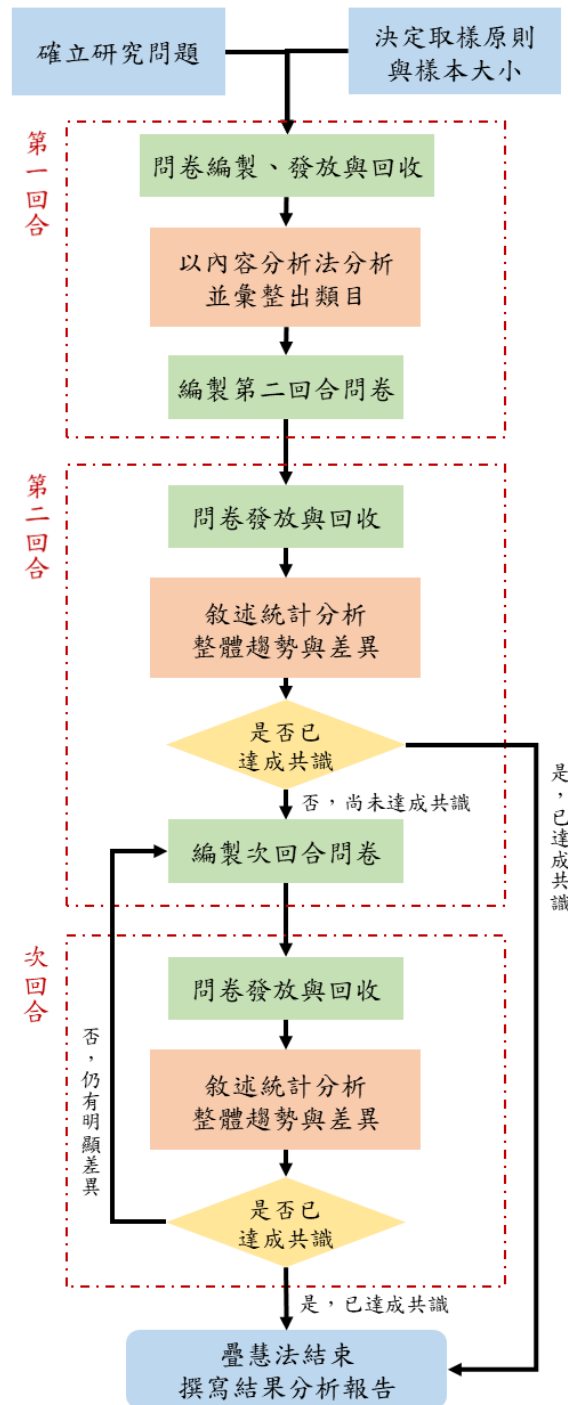 確立研究問題
決定取樣原則
與樣本大小
第一回合
問卷編製、發放與回收
以內容分析法分析
並彙整出類目
編製第二回合問卷
第二回合
問卷發放與回收
敘述統計分析
整體趨勢與差異
是否已
達成共識
是，已達成共識
否，尚未達成共識
編製次回合問卷
次回合
問卷發放與回收
否，仍有明顯差異
敘述統計分析
整體趨勢與差異
是否已
達成共識
是，已達成共識
疊慧法結束
撰寫結果分析報告